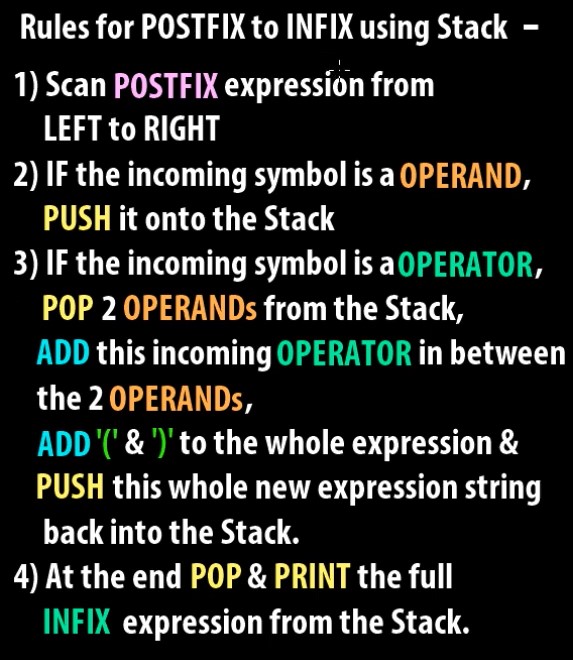 Rules for POSTFIX to INFIX using Stack –
1) Scan POSTFIX expression from
LEFT to RIGHT
2) IF the incoming symbol is a OPERAND,
PUSH it onto the Stack
3) IF the incoming symbol is a OPERATOR,
POP 2 OPERANDs from the Stack,
ADD this incoming OPERATOR in between
the 2 OPERANDs,
ADD '(' & ')' to the whole expression &
PUSH this whole new expression string
back into the Stack.
4) At the end POP & PRINT the full
INFIX expression from the Stack.